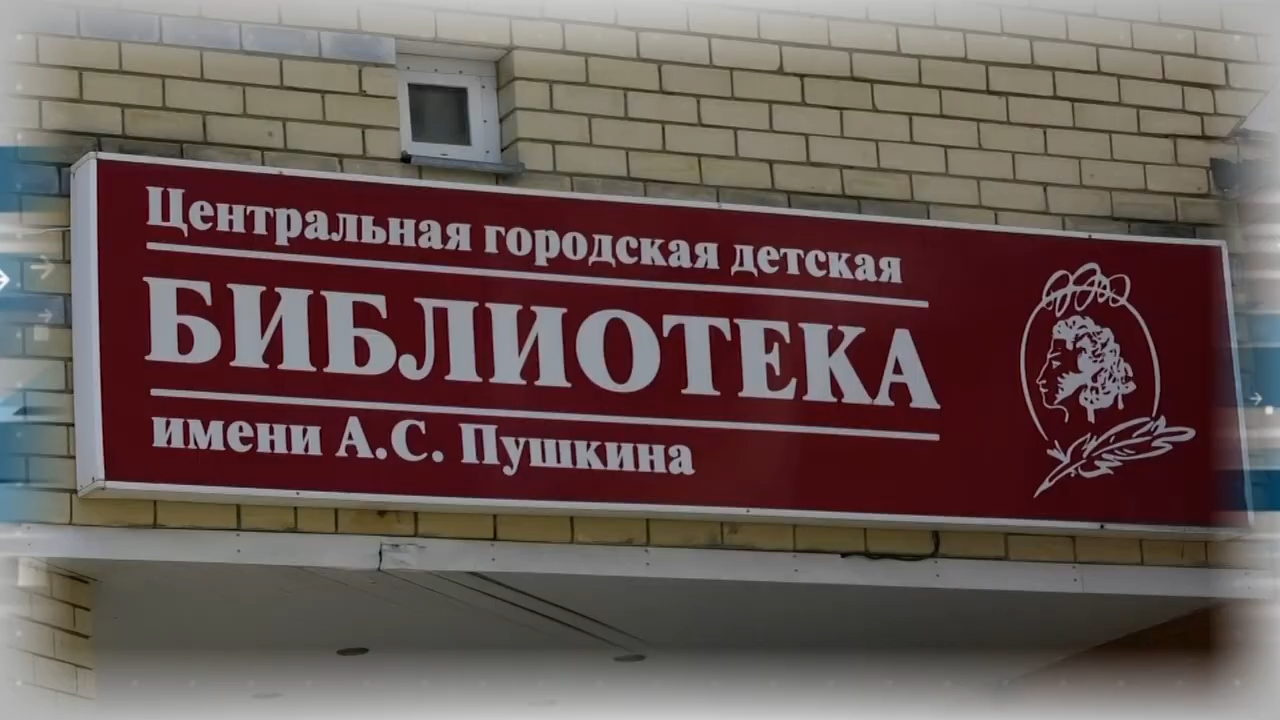 Центральная городская детская
БИБЛИОТЕКА
имени А.С. Пушкина